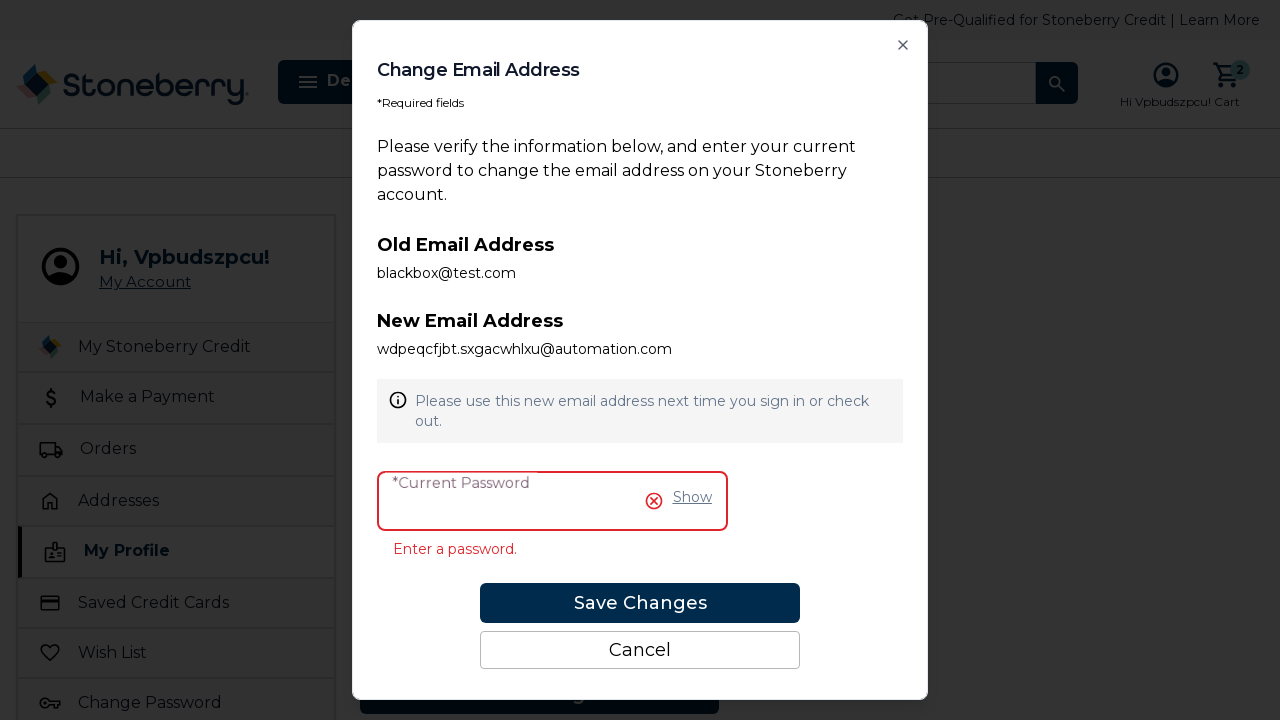 Get Pre-Qualified for Stoneberry Credit | Learn More
Stoneberry
De
Hi Vpbudszpcu!
2
Cart
Change Email Address
*Required fields
Please verify the information below, and enter your current
password to change the email address on your Stoneberry
account.
Old Email Address
blackbox@test.com
New Email Address
wdpeqcfjbt.sxgacwhlxu@automation.com
Please use this new email address next time you sign in or check
out.
*Current Password
Show
Enter a password.
Save Changes
Cancel
Hi, Vpbudszpcu!
My Account
My Stoneberry Credit
Make a Payment
Orders
Addresses
My Profile
Saved Credit Cards
Wish List
Change Password